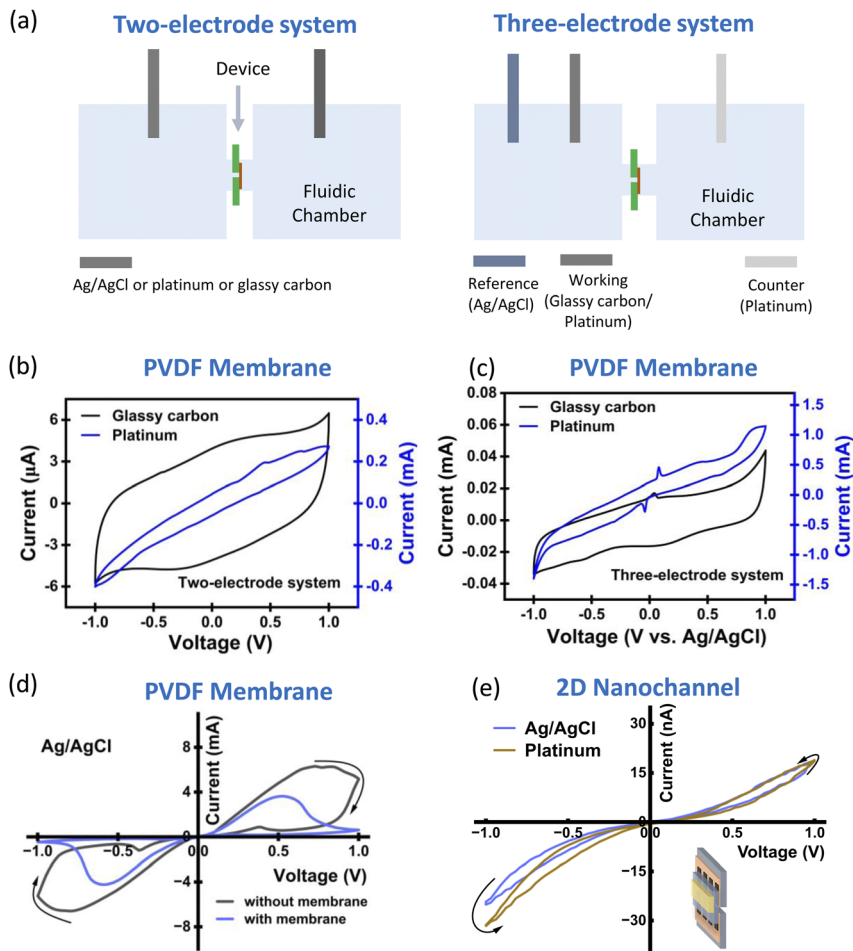 (a)
Two-electrode system
Three-electrode system
Device
Fluidic
Chamber
Ag/AgCl or platinum or glassy carbon
Fluidic
Chamber
Reference
(Ag/AgCl)
Working
(Glassy carbon/
Platinum)
Counter
(Platinum)
(b)
PVDF Membrane
Glassy carbon
Platinum
Current (µA)
6
3
0
-3
-6
Current (mA)
0.4
0.2
0.0
-0.2
-0.4
Two-electrode system
-1.0 -0.5 0.0 0.5 1.0
Voltage (V)
(c)
PVDF Membrane
Glassy carbon
Platinum
Current (mA)
0.08
0.06
0.04
0.02
0.00
-0.02
-0.04
Current (mA)
1.5
1.0
0.5
0.0
-0.5
-1.0
-1.5
Three-electrode system
-1.0 -0.5 0.0 0.5 1.0
Voltage (V vs. Ag/AgCl)
(d)
PVDF Membrane
Ag/AgCl
Current (mA)
8
4
0
-4
-8
-1.0 -0.5 0.0 0.5 1.0
Voltage (V)
without membrane
with membrane
(e)
2D Nanochannel
Ag/AgCl
Platinum
Current (nA)
30
15
0
-15
-30
-1.0 -0.5 0.0 0.5 1.0
Voltage (V)